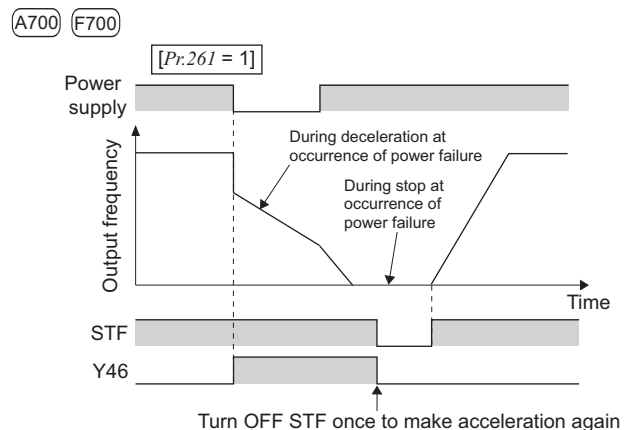 A700 F700
[Pr.261 = 1]
Power
supply
Output frequency
During deceleration at
occurrence of power failure
During stop at
occurrence of
power failure
Time
STF
Y46
Turn OFF STF once to make acceleration again